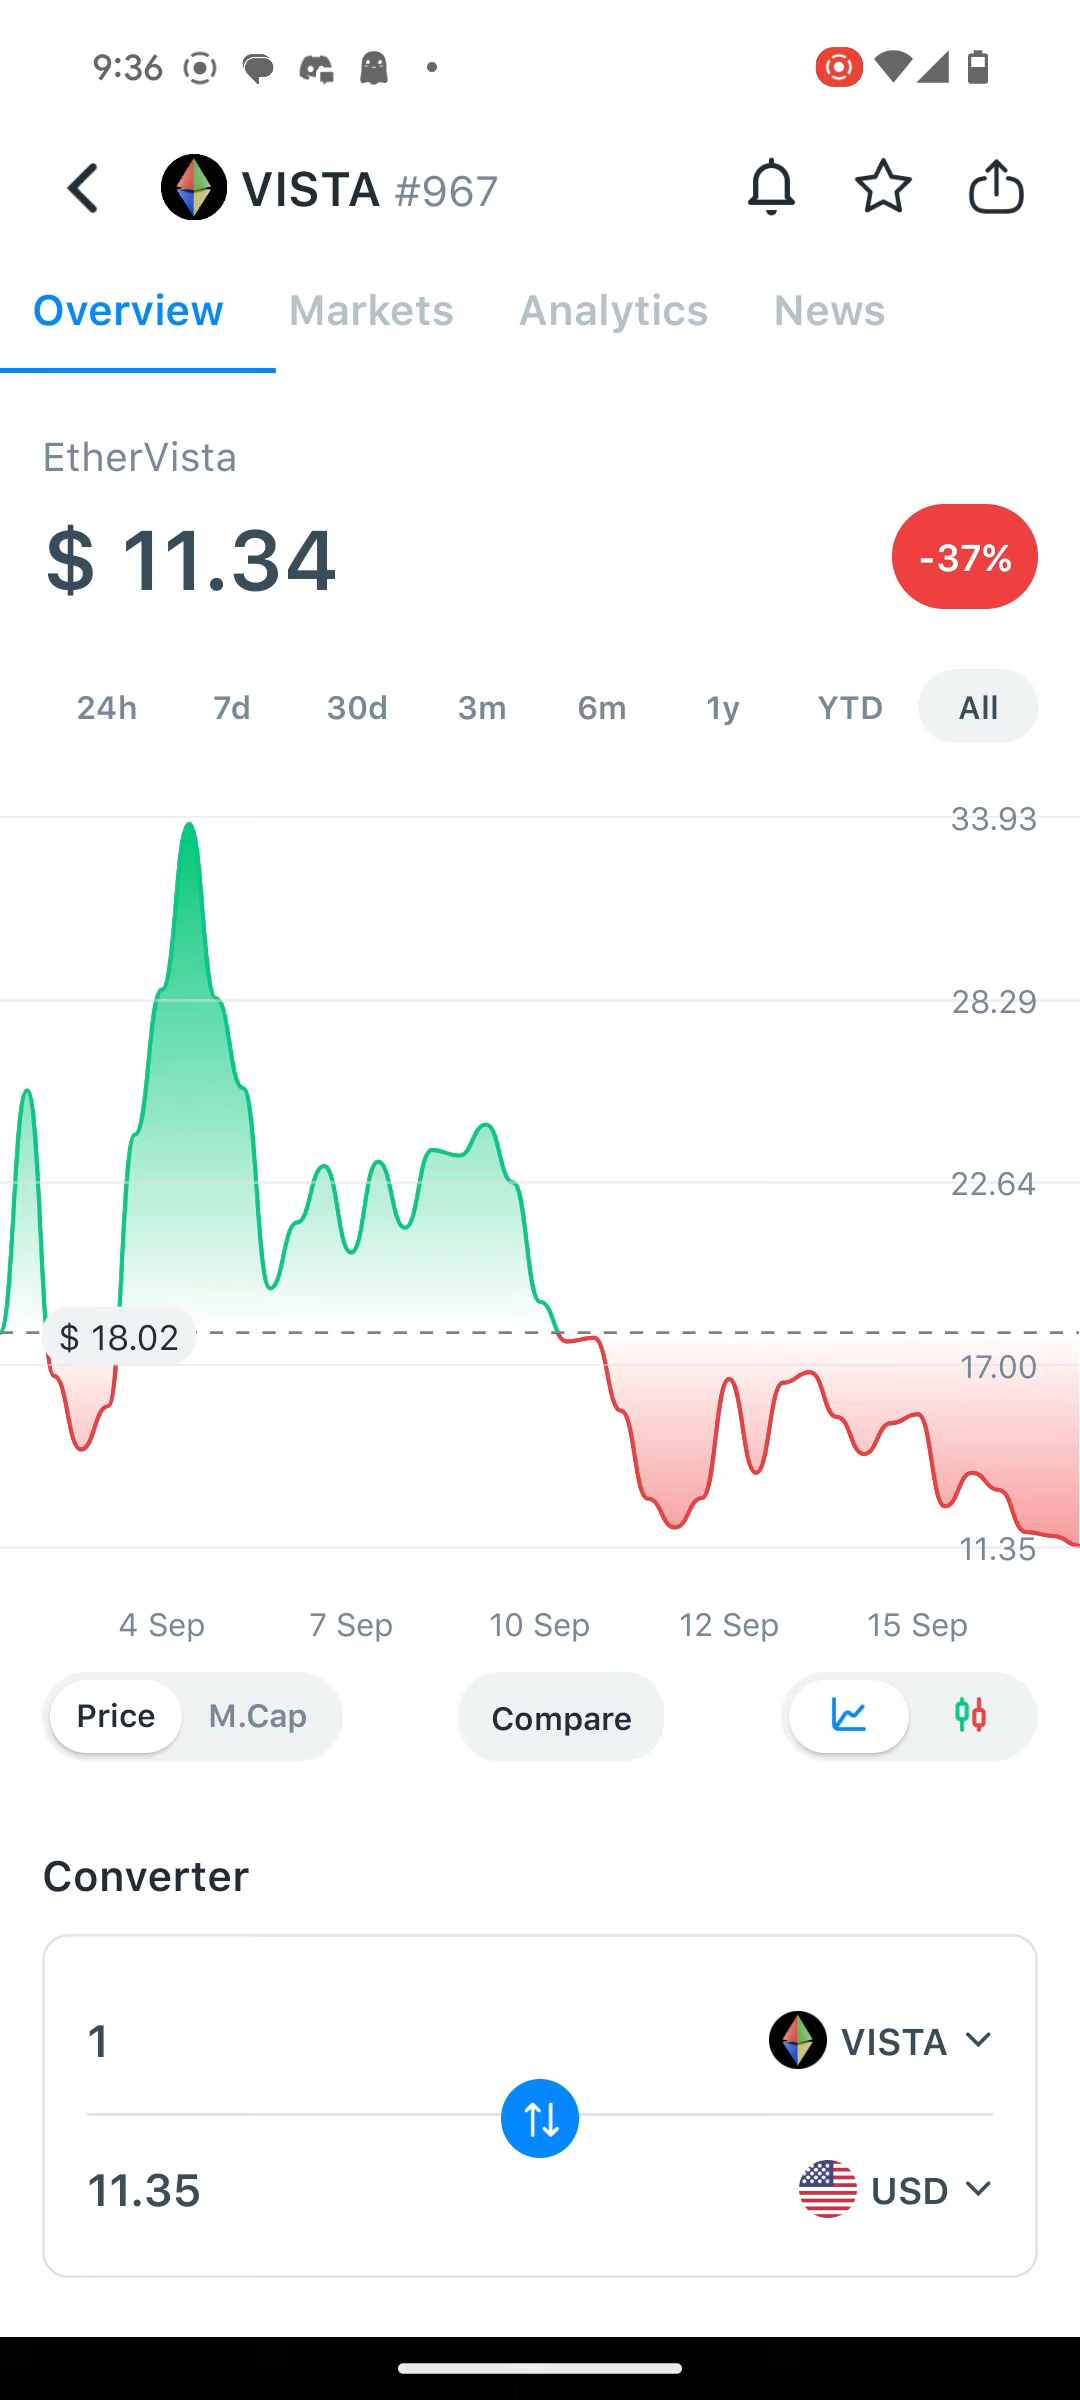 9:36
VISTA #967
Overview Markets Analytics News
EtherVista
$ 11.34
-37%
24h 7d 30d 3m 6m 1y YTD All
33.93
28.29
22.64
$ 18.02
17.00
11.35
4 Sep 7 Sep 10 Sep 12 Sep 15 Sep
Price M.Cap Compare
Converter
1 VISTA
11.35 USD